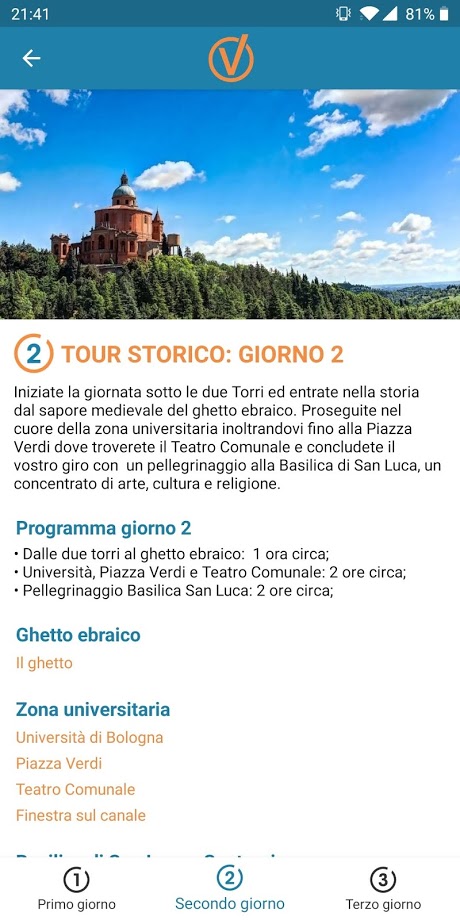 21:41
81%
2 TOUR STORICO: GIORNO 2
Iniziate la giornata sotto le due Torri ed entrate nella storia
dal sapore medievale del ghetto ebraico. Proseguite nel
cuore della zona universitaria inoltrandovi fino alla Piazza
Verdi dove troverete il Teatro Comunale e concludete il
vostro giro con un pellegrinaggio alla Basilica di San Luca, un
concentrato di arte, cultura e religione.
Programma giorno 2
• Dalle due torri al ghetto ebraico: 1 ora circa;
• Università, Piazza Verdi e Teatro Comunale: 2 ore circa;
• Pellegrinaggio Basilica San Luca: 2 ore circa;
Ghetto ebraico
Il ghetto
Zona universitaria
Università di Bologna
Piazza Verdi
Teatro Comunale
Finestra sul canale
1 2 3
Primo giorno Secondo giorno Terzo giorno